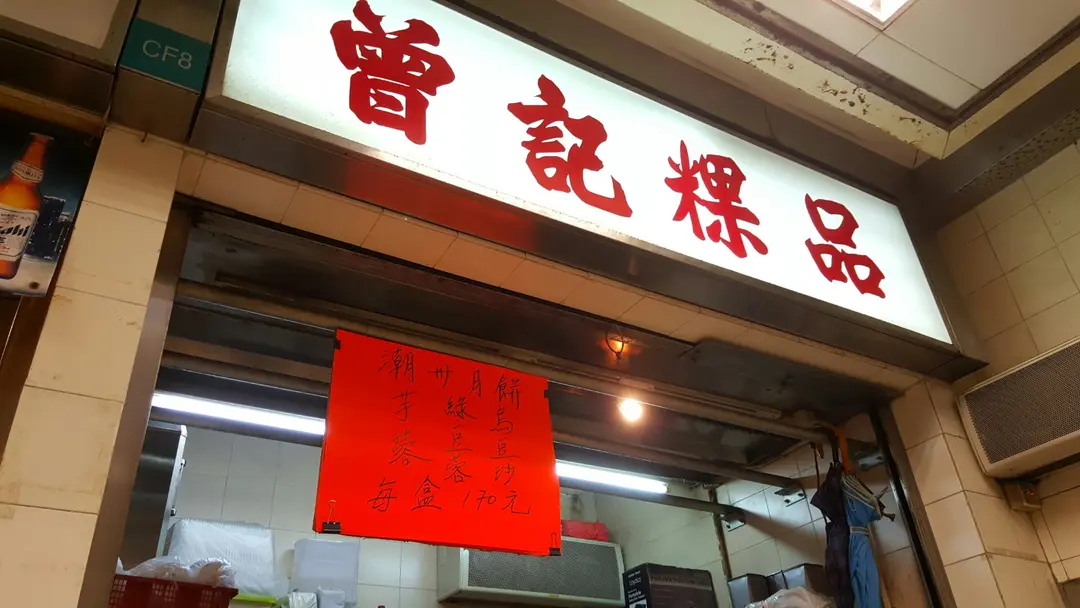 CF8
曾記粿品
潮州月餅
芋蓉
綠豆蓉
烏豆沙
每盒170元